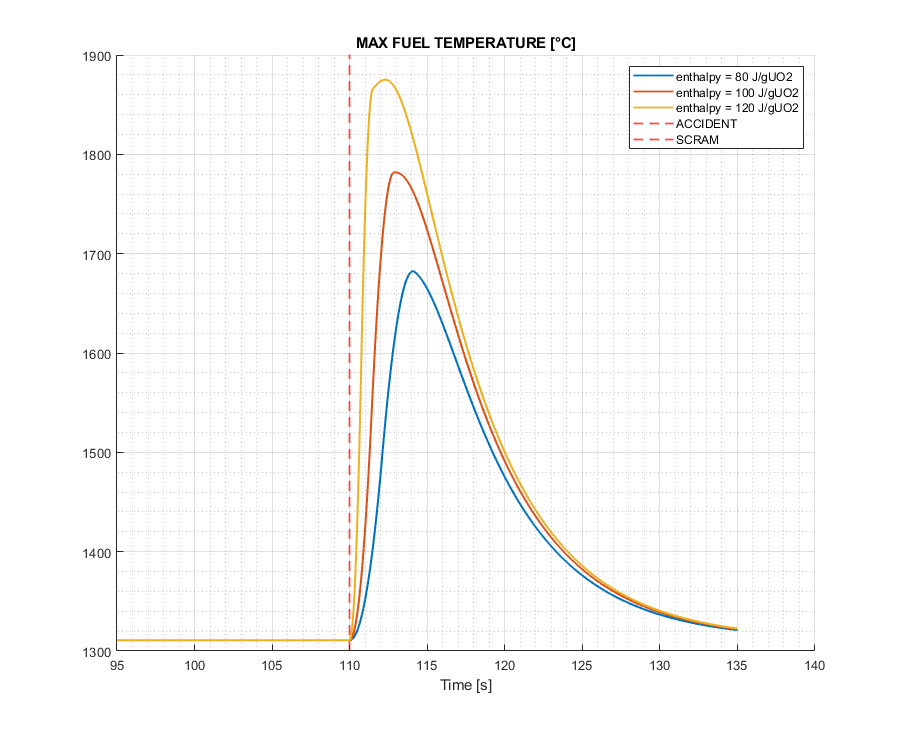 MAX FUEL TEMPERATURE [°C]
1900
1800
1700
1600
1500
1400
1300
enthalpy = 80 J/gUO2
enthalpy = 100 J/gUO2
enthalpy = 120 J/gUO2
ACCIDENT
SCRAM
95 100 105 110 115 120 125 130 135 140
Time [s]